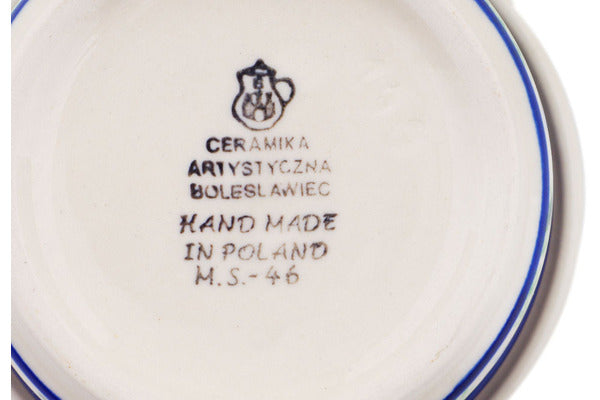 CERAMIKA
ARTYSTYCZNA
BOLESLAWIEC
HAND MADE
IN POLAND
M.S.-46